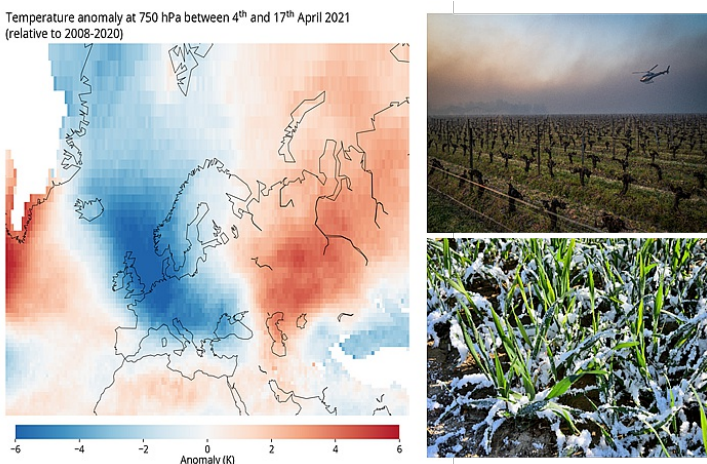 Temperature anomaly at 750 hPa between 4th and 17th April 2021
(relative to 2008-2020)
−6 −4 −2 0 2 4 6
Anomaly (K)